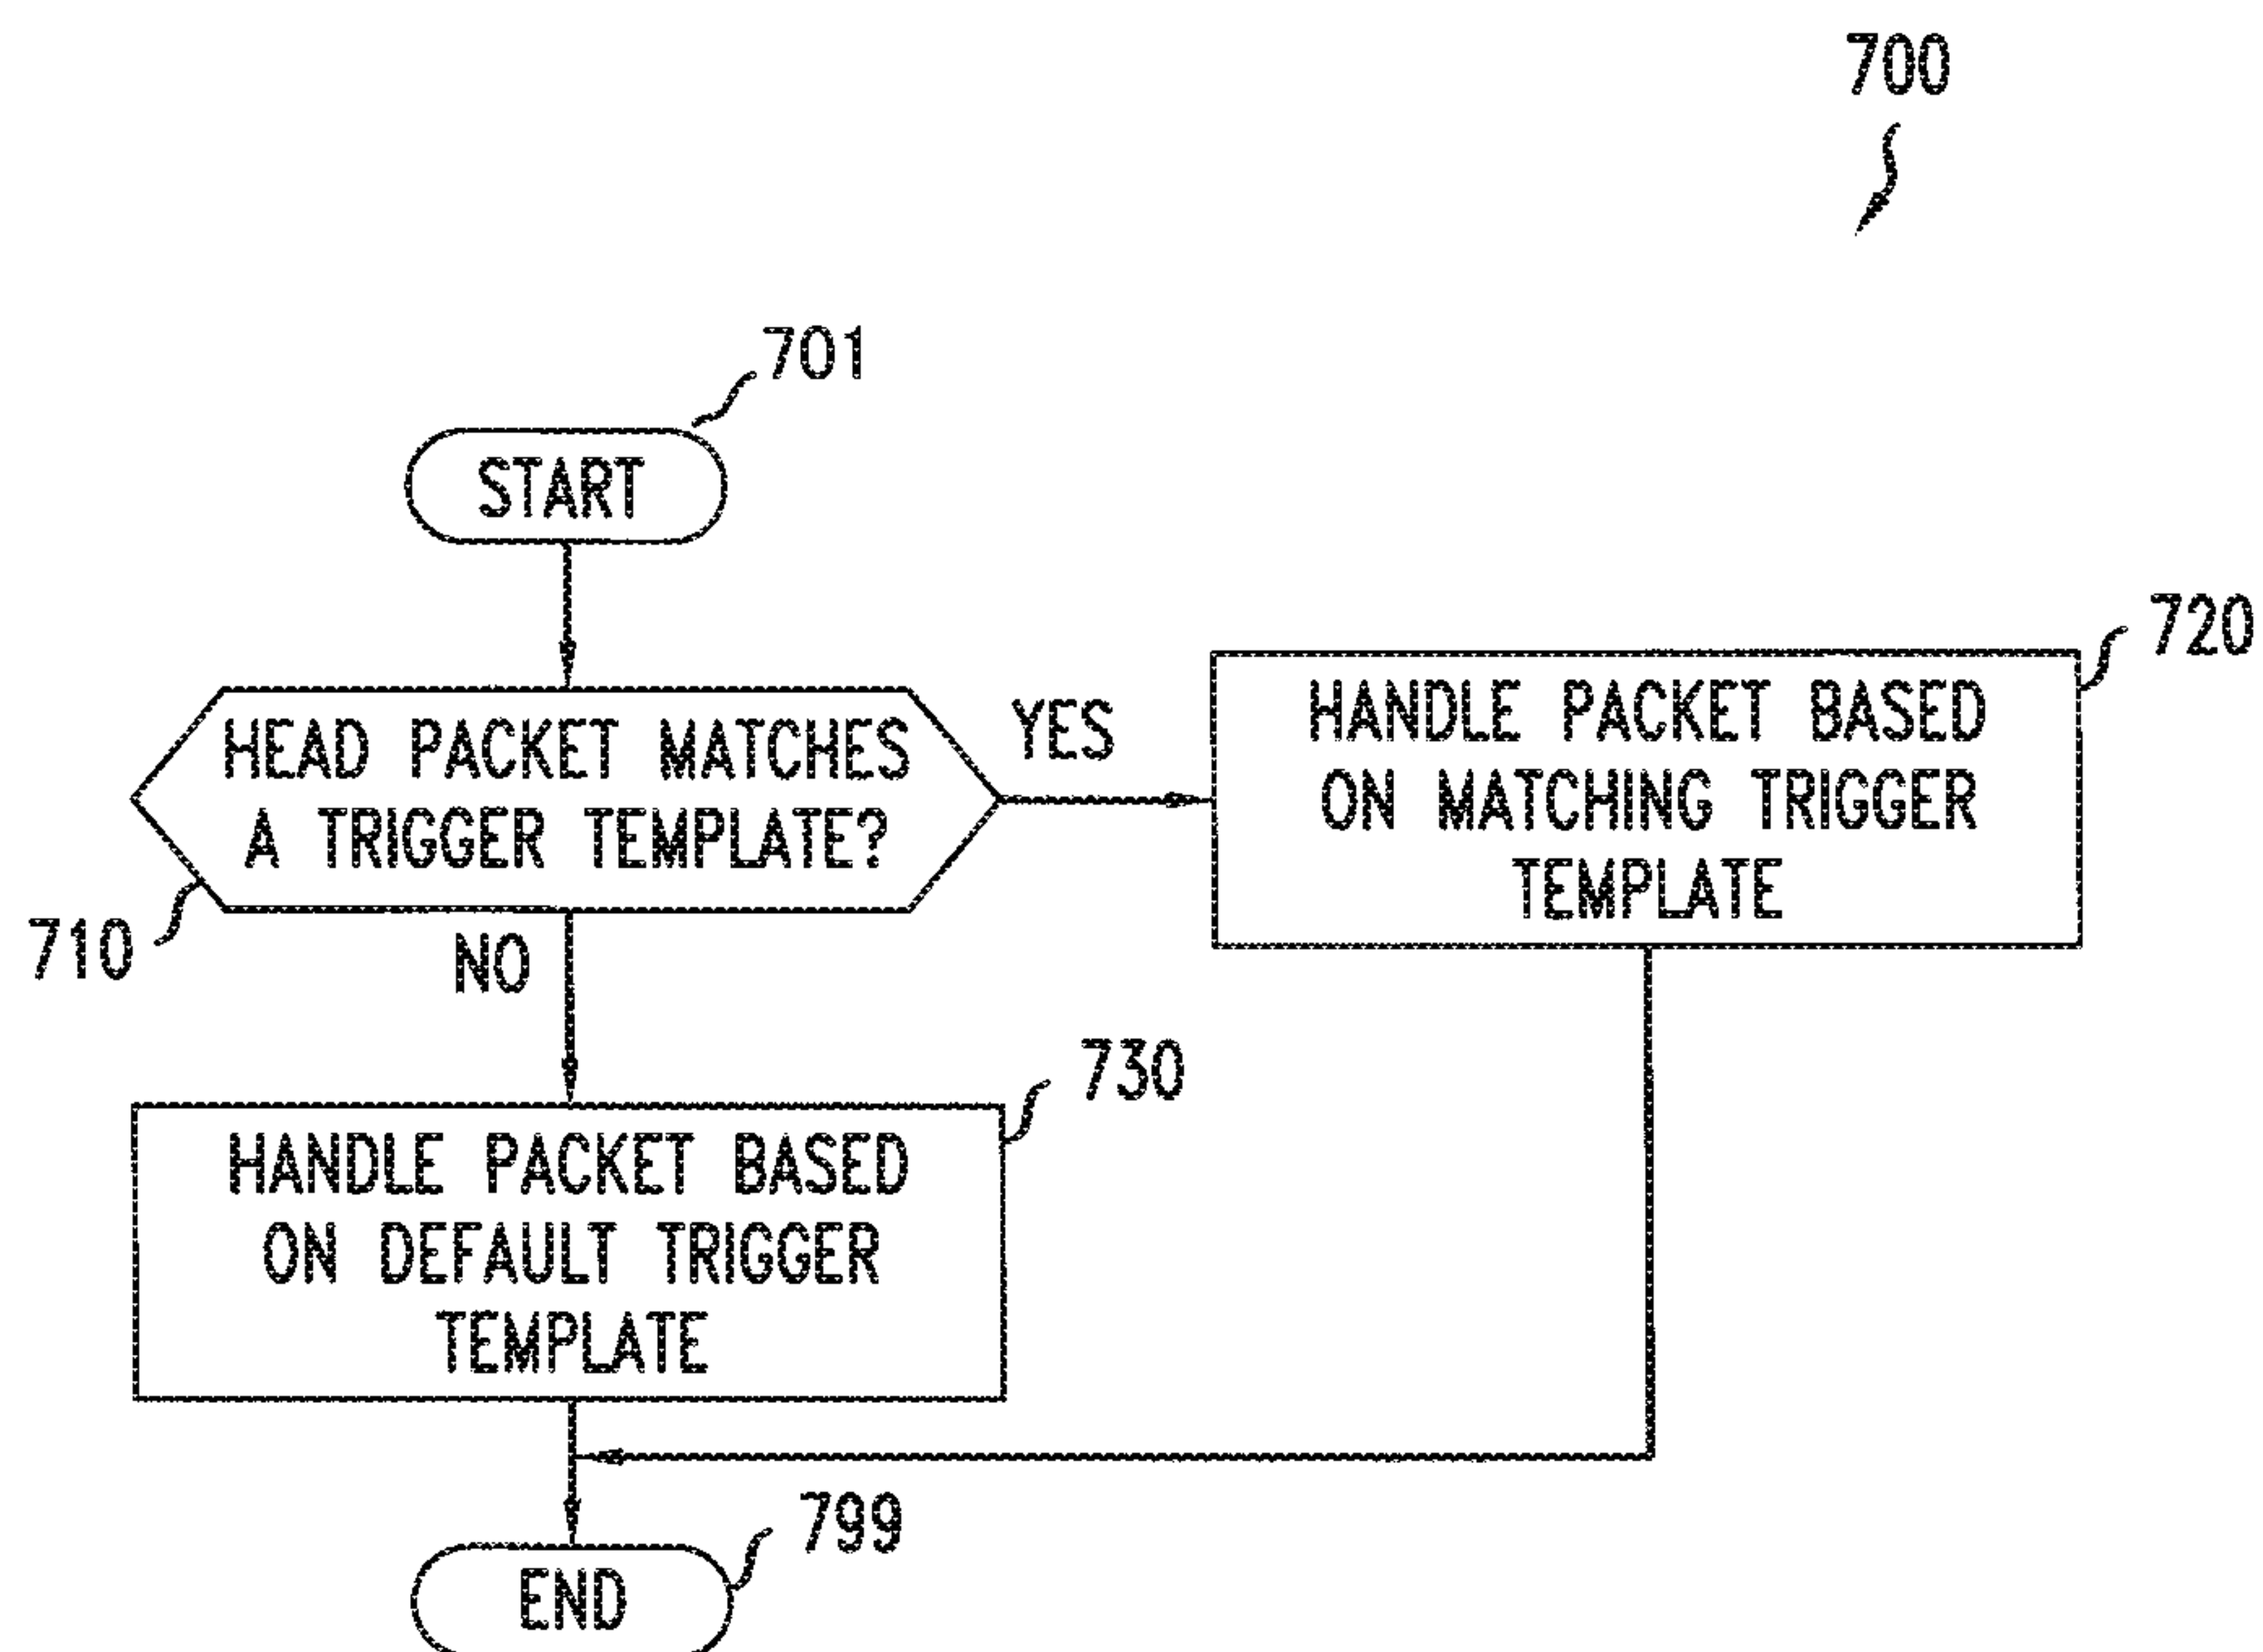 700
701
START
HEAD PACKET MATCHES
A TRIGGER TEMPLATE?
YES
710
NO
720
HANDLE PACKET BASED
ON MATCHING TRIGGER
TEMPLATE
730
HANDLE PACKET BASED
ON DEFAULT TRIGGER
TEMPLATE
799
END